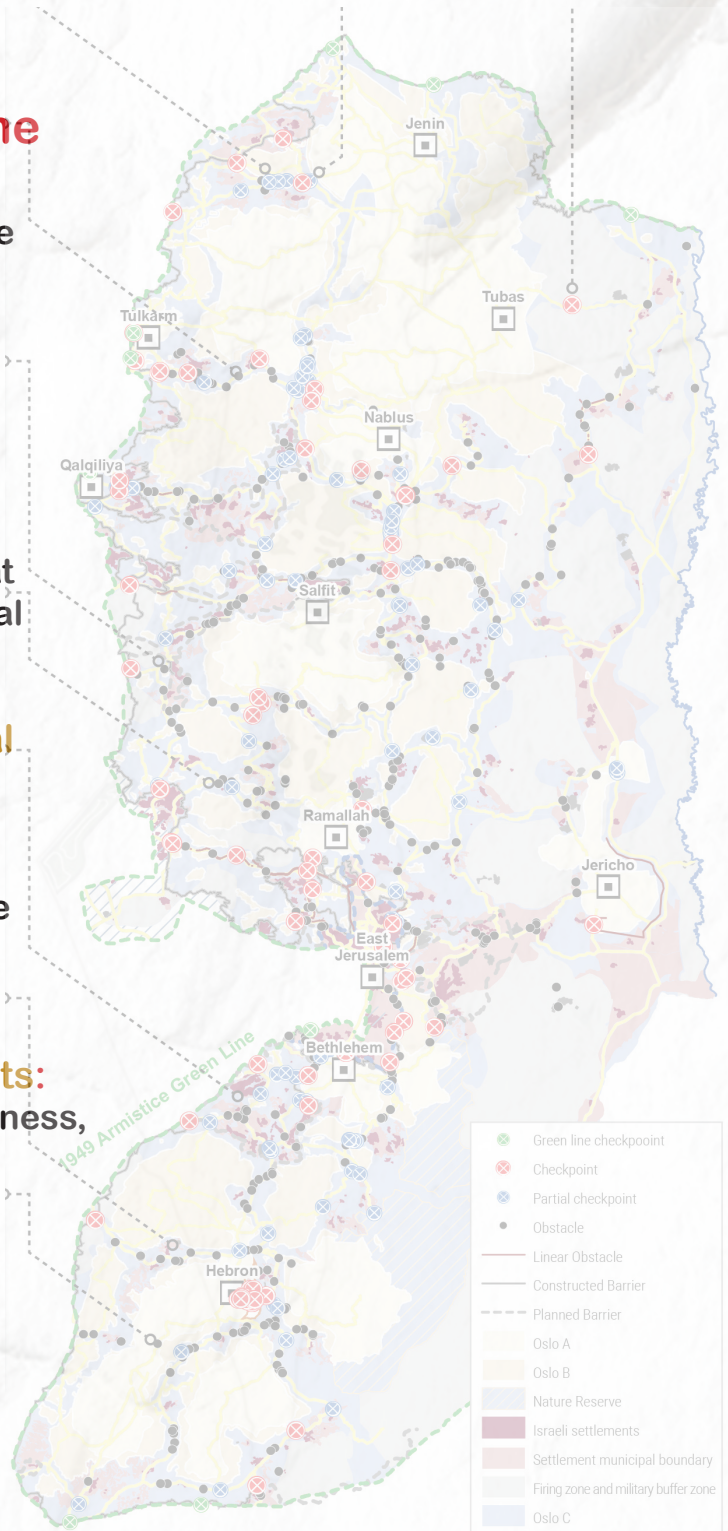 ne
e
t
al
al
e
ts:
ness,
Jenin
Tubas
Tulkarm
Nablus
Qalqiliya
Salfit
Ramallah
Jericho
East
Jerusalem
Bethlehem
1949 Armistice Green Line
Hebron
Green line checkpooint
Checkpoint
Partial checkpoint
Obstacle
Linear Obstacle
Constructed Barrier
Planned Barrier
Oslo A
Oslo B
Nature Reserve
Israeli settlements
Settlement municipal boundary
Firing zone and military buffer zone
Oslo C